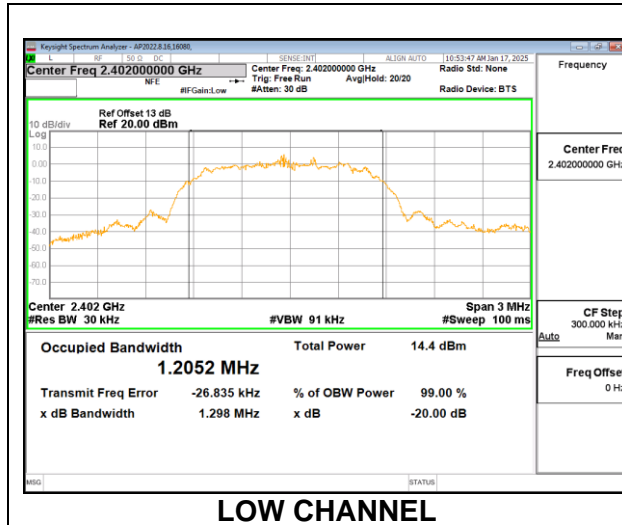 Keysight Spectrum Analyzer - AP2022.8.16,16080,
L RF 50 Ω DC SENSE:INT ALIGN AUTO 10:53:47 AM Jan 17, 2025
Center Freq 2.402000000 GHz Center Freq: 2.402000000 GHz Radio Std: None Frequency
NFE Trig: Free Run Avg|Hold: 20/20
#IFGain:Low #Atten: 30 dB Radio Device: BTS
Ref Offset 13 dB
10 dB/div Ref 20.00 dBm
Log
10.0
0.00
-10.0
-20.0
-30.0
-40.0
-50.0
-60.0
-70.0
Center Freq
2.402000000 GHz
Center 2.402 GHz Span 3 MHz
#Res BW 30 kHz #VBW 91 kHz #Sweep 100 ms
CF Step
300.000 kHz
Auto Man
Occupied Bandwidth Total Power 14.4 dBm
1.2052 MHz
Transmit Freq Error -26.835 kHz % of OBW Power 99.00 %
x dB Bandwidth 1.298 MHz x dB -20.00 dB
Freq Offset
0 Hz
MSG STATUS
LOW CHANNEL